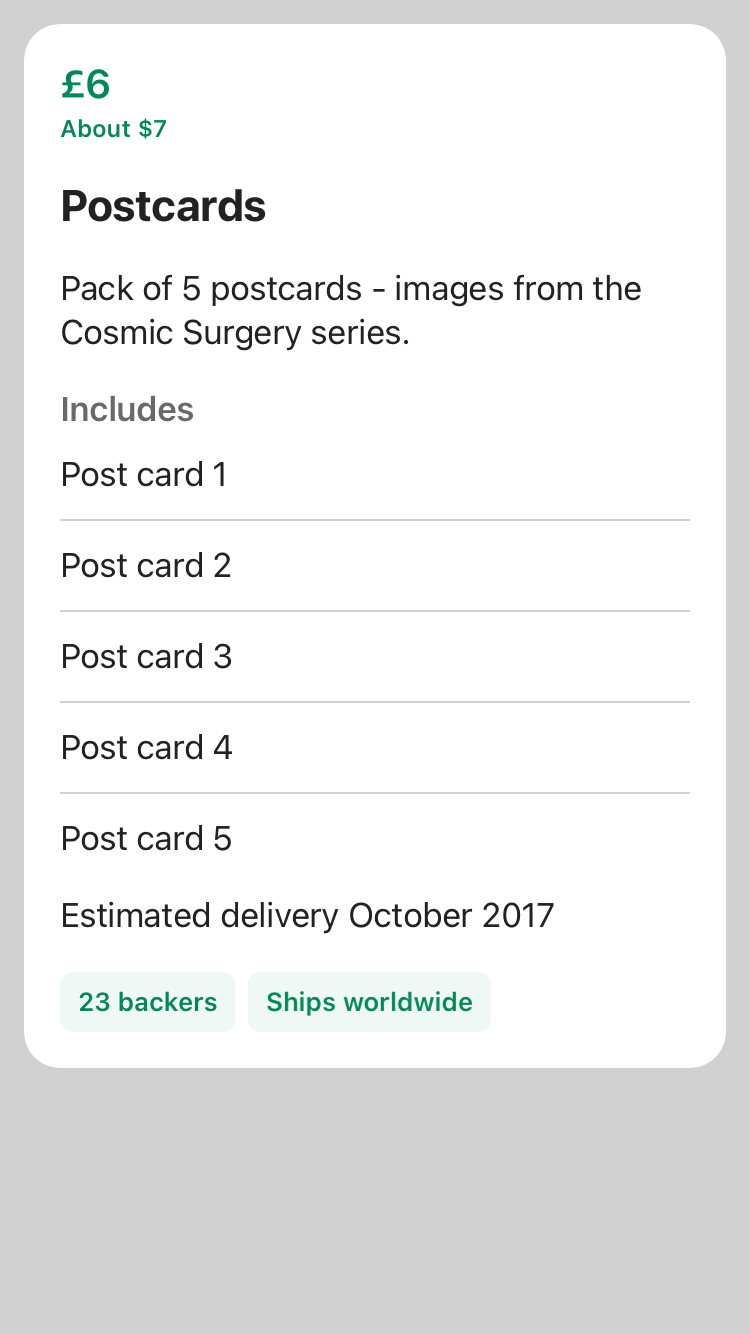 £6
About $7
Postcards
Pack of 5 postcards - images from the
Cosmic Surgery series.
Includes
Post card 1
Post card 2
Post card 3
Post card 4
Post card 5
Estimated delivery October 2017
23 backers
Ships worldwide